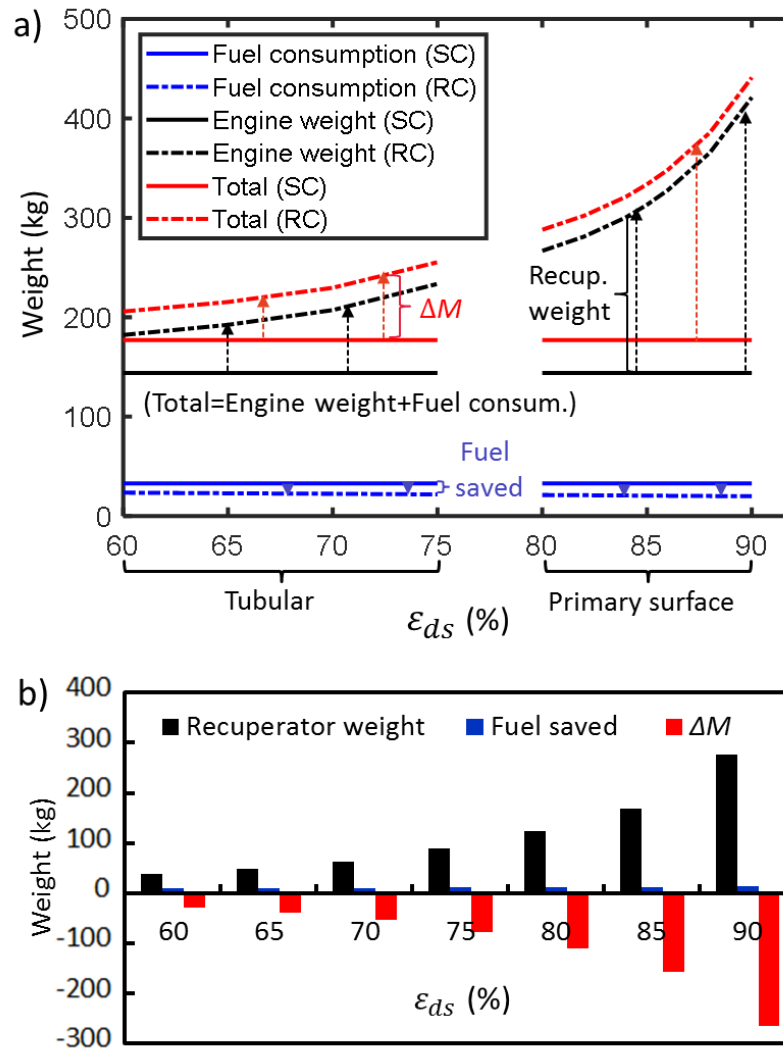 a)
500
400
300
200
100
0
Weight (kg)
Fuel consumption (SC)
Fuel consumption (RC)
Engine weight (SC)
Engine weight (RC)
Total (SC)
Total (RC)
ΔM
Recup.
weight
(Total=Engine weight+Fuel consum.)
Fuel
saved
60 65 70 75 80 85 90
Tubular
Primary surface
εds (%)
b)
400
300
200
100
0
-100
-200
-300
Weight (kg)
Recuperator weight
Fuel saved
ΔM
60 65 70 75 80 85 90
εds (%)